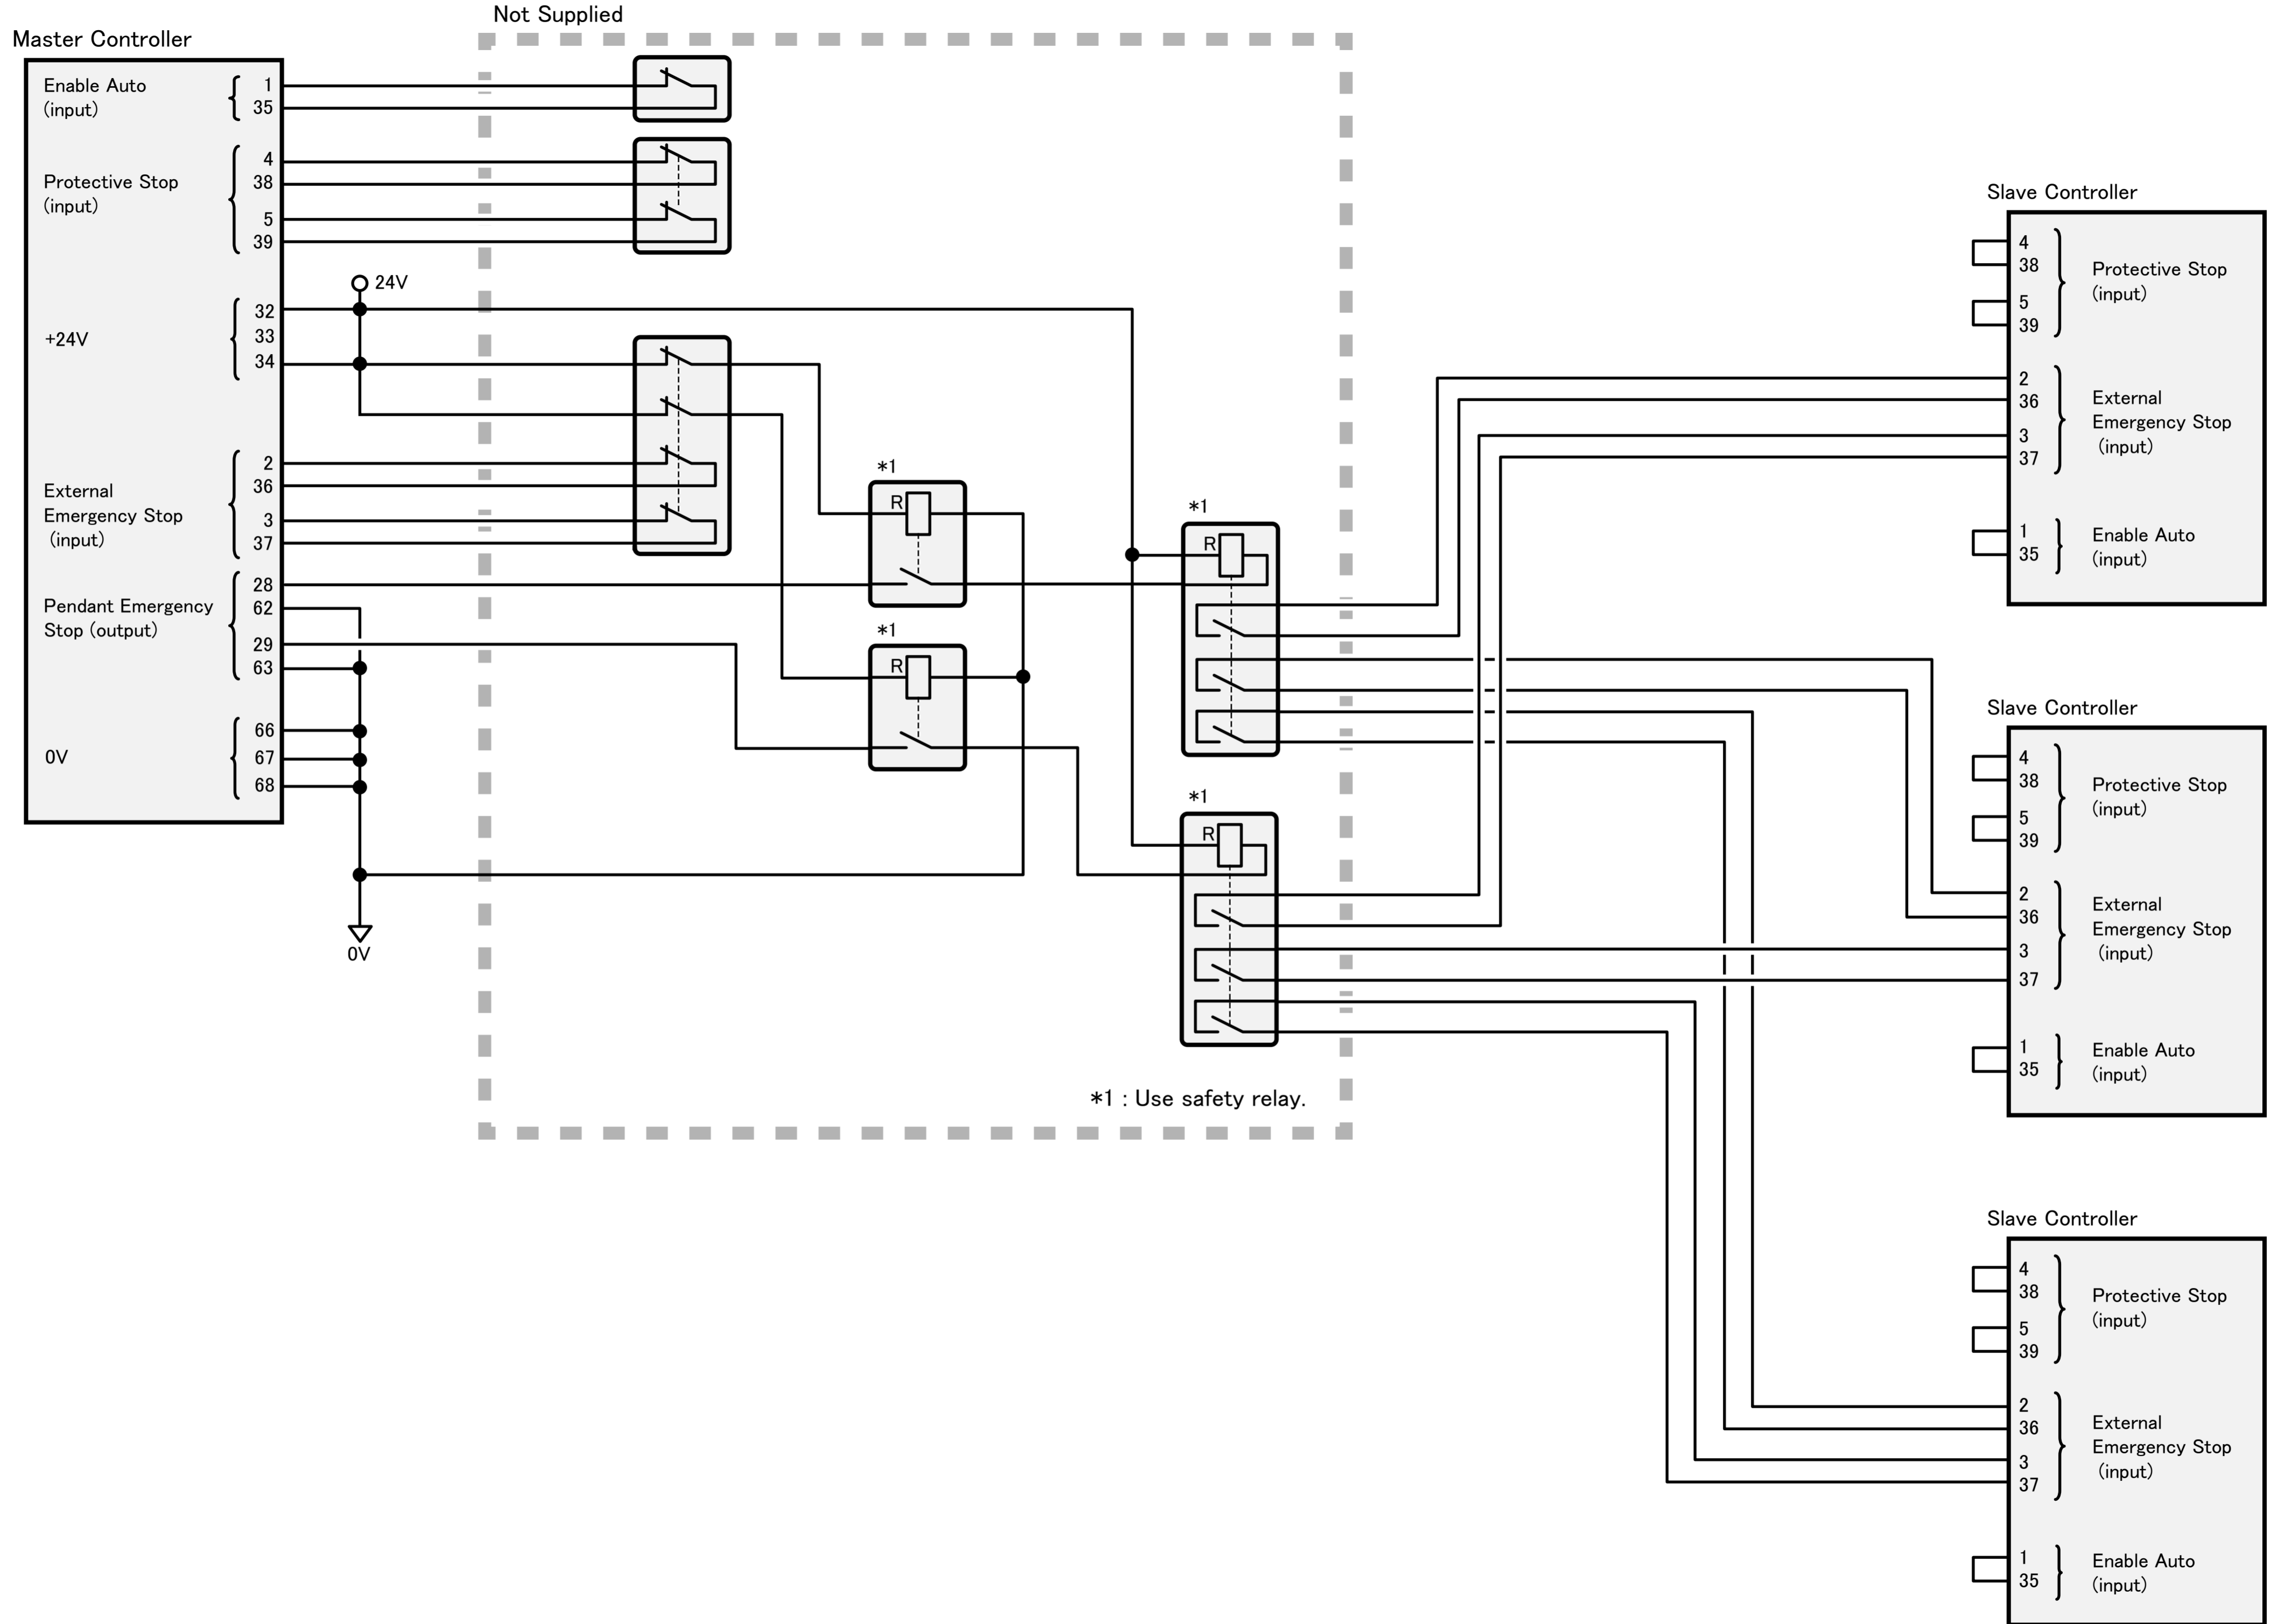 Not Supplied
Master Controller
Enable Auto
(input)
1
35
Protective Stop
(input)
4
38
5
39
24V
+24V
32
33
34
External
Emergency Stop
(input)
2
36
3
37
Pendant Emergency
Stop (output)
28
62
29
63
0V
66
67
68
0V
*1
R
*1
R
*1
R
*1
R
*1 : Use safety relay.
Slave Controller
4
38
5
39
Protective Stop
(input)
2
36
3
37
External
Emergency Stop
(input)
1
35
Enable Auto
(input)
Slave Controller
4
38
5
39
Protective Stop
(input)
2
36
3
37
External
Emergency Stop
(input)
1
35
Enable Auto
(input)
Slave Controller
4
38
5
39
Protective Stop
(input)
2
36
3
37
External
Emergency Stop
(input)
1
35
Enable Auto
(input)